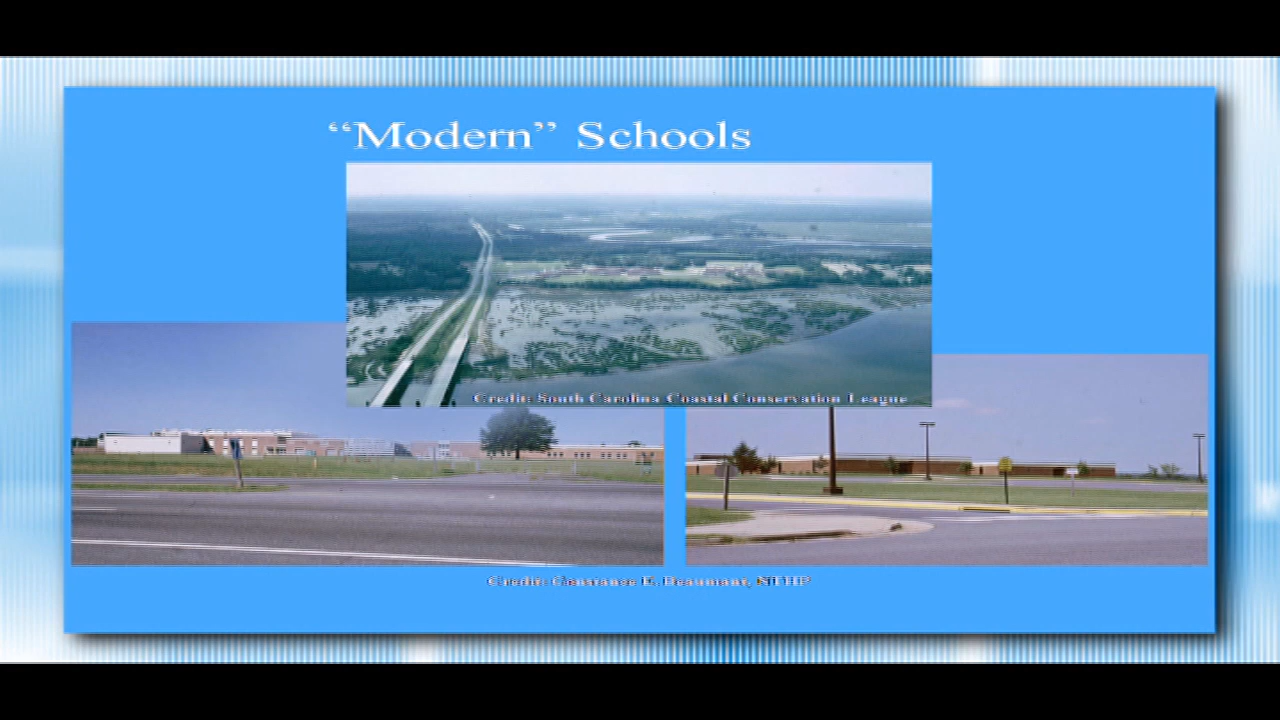 “Modern” Schools
Credit: South Carolina Coastal Conservation League
Credit: Constance E. Beaumont, NTHP